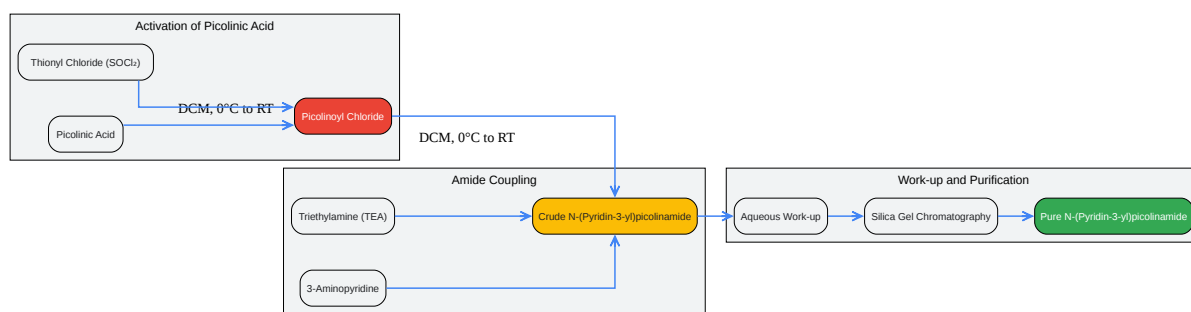 Activation of Picolinic Acid
Thionyl Chloride (SOCl₂)
DCM, 0°C to RT
Picolinoyl Chloride
Picolinic Acid
DCM, 0°C to RT
Amide Coupling
Triethylamine (TEA)
Crude N-(Pyridin-3-yl)picolinamide
3-Aminopyridine
Work-up and Purification
Aqueous Work-up
Silica Gel Chromatography
Pure N-(Pyridin-3-yl)picolinamide